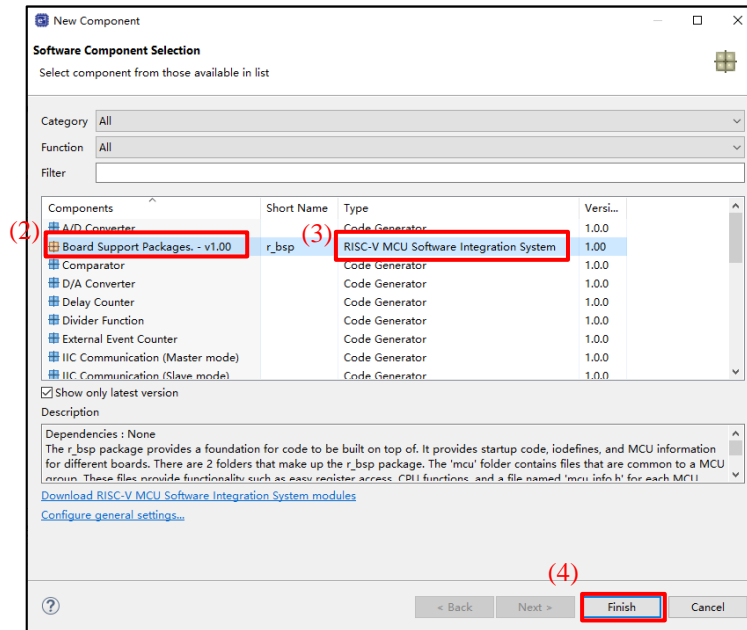 New Component
Software Component Selection
Select component from those available in list
Category All
Function All
Filter
Components Short Name Type Versi...
A/D Converter Code Generator 1.0.0
(2) Board Support Packages. - v1.00 r_bsp (3) RISC-V MCU Software Integration System 1.00
Comparator Code Generator 1.0.0
D/A Converter Code Generator 1.0.0
Delay Counter Code Generator 1.0.0
Divider Function Code Generator 1.0.0
External Event Counter Code Generator 1.0.0
IIC Communication (Master mode) Code Generator 1.0.0
IIC Communication (Slave mode) Code Generator 1.0.0
Show only latest version
Description
Dependencies : None
The r_bsp package provides a foundation for code to be built on top of. It provides startup code, iodefines, and MCU information
for different boards. There are 2 folders that make up the r_bsp package. The 'mcu' folder contains files that are common to a MCU
group. These files provide functionality such as easy register access, CPU functions, and a file named 'mcu_info.h' for each MCU
Download RISC-V MCU Software Integration System modules
Configure general settings...
(4)
? < Back Next > Finish Cancel